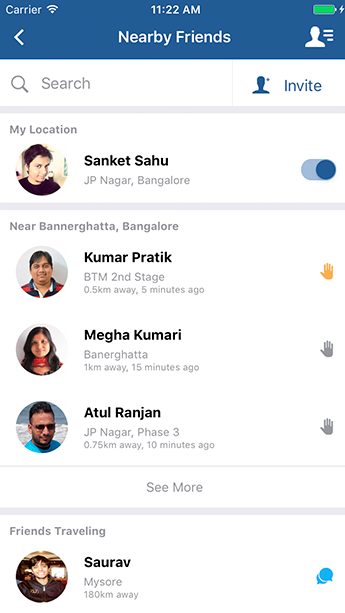 Carrier 11:22 AM
Nearby Friends
Search Invite
My Location
Sanket Sahu
JP Nagar, Bangalore
Near Bannerghatta, Bangalore
Kumar Pratik
BTM 2nd Stage
0.5km away, 5 minutes ago
Megha Kumari
Banerghatta
1km away, 15 minutes ago
Atul Ranjan
JP Nagar, Phase 3
0.75km away, 10 minutes ago
See More
Friends Traveling
Saurav
Mysore
180km away